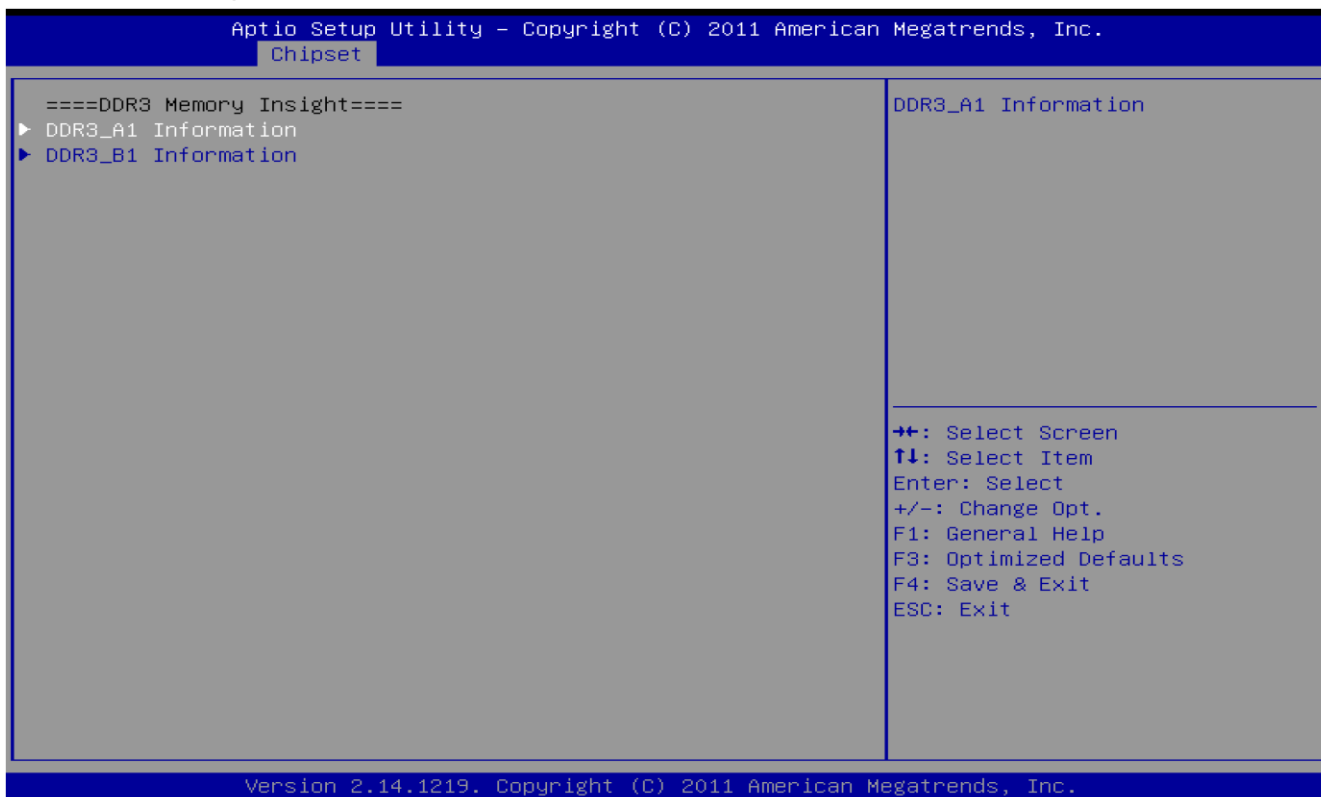 Aptio Setup Utility – Copyright (C) 2011 American Megatrends, Inc.
Chipset
====DDR3 Memory Insight====
► DDR3_A1 Information
► DDR3_B1 Information
DDR3_A1 Information
→←: Select Screen
↑↓: Select Item
Enter: Select
+/-: Change Opt.
F1: General Help
F3: Optimized Defaults
F4: Save & Exit
ESC: Exit
Version 2.14.1219. Copyright (C) 2011 American Megatrends, Inc.